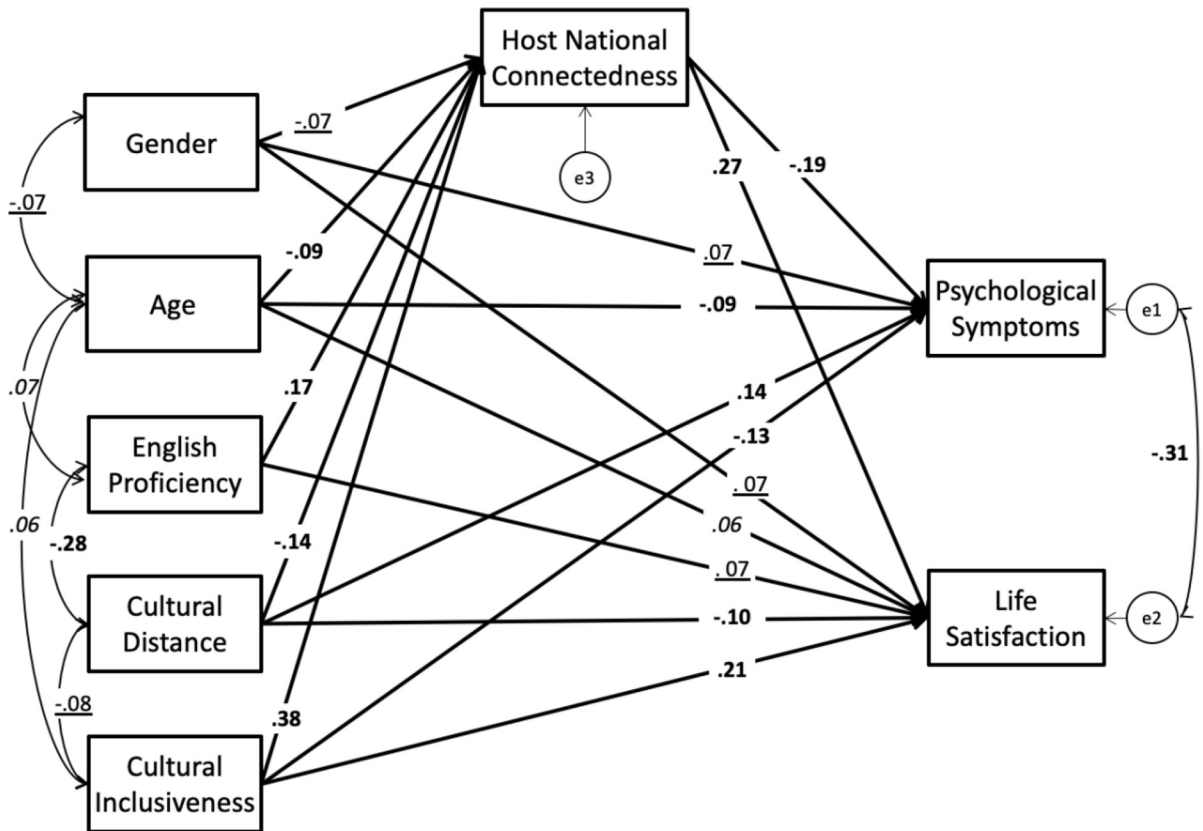 Host National
Connectedness
Gender
-.07
e3
.27
-.19
-.07
Age
-.09
.07
-.09
Psychological
Symptoms
e1
.07
English
Proficiency
.17
.14
-.13
-.31
.06
-.28
.07
.06
-.14
.07
Cultural
Distance
-.10
Life
Satisfaction
e2
-.08
.38
.21
Cultural
Inclusiveness